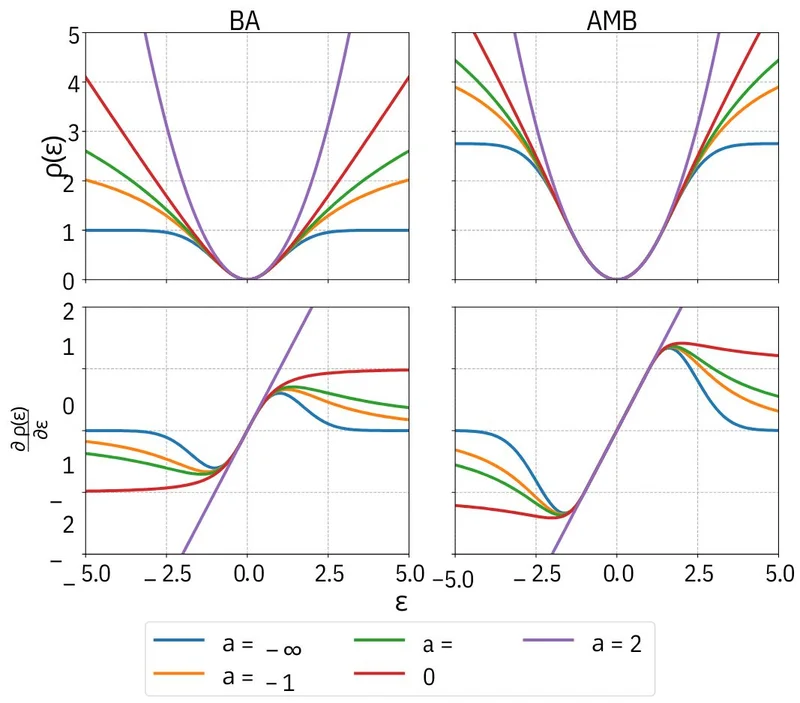 BA
AMB
5
4
3
2
1
0
ρ(ε)
2
1
0
1
–
2
–
∂ ρ(ε)
∂ε
– 5.0 – 2.5 0.0 2.5 5.0
–5.0 – 2.5 0.0 2.5 5.0
ε
a = – ∞
a =
a = 2
a = – 1
0